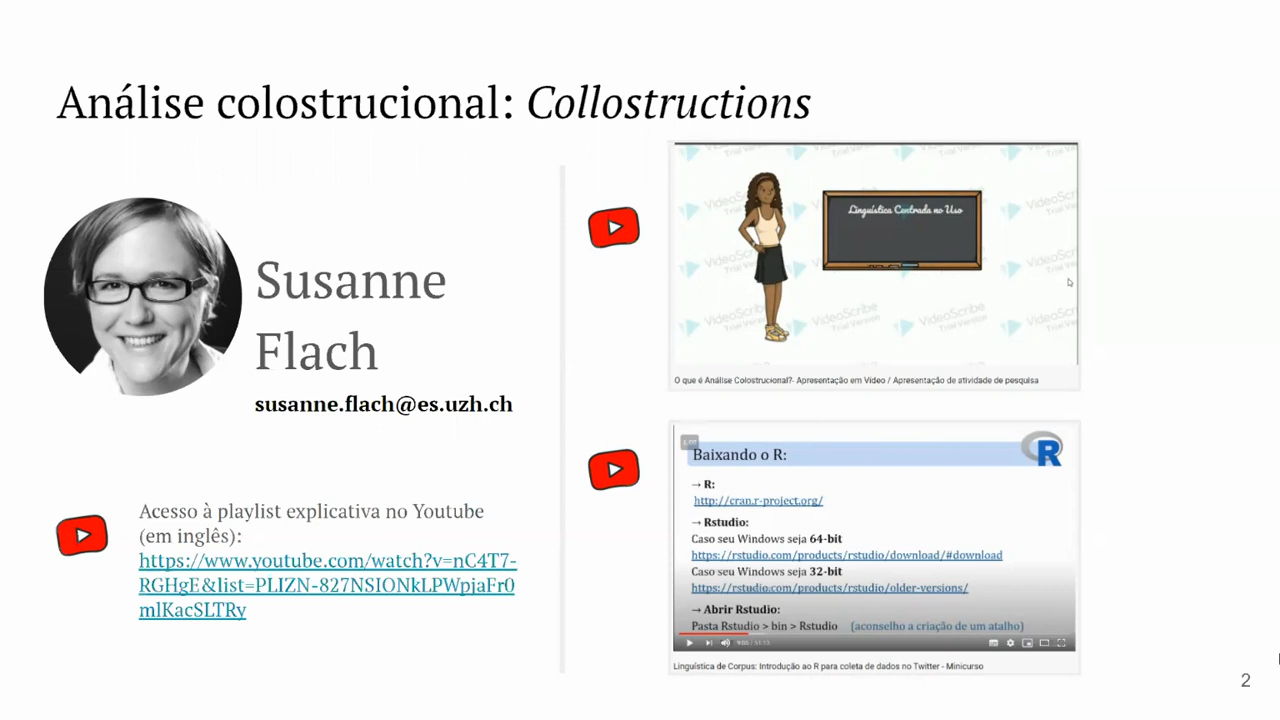 Análise colostrucional: Collostructions
Susanne
Flach
susanne.flach@es.uzh.ch
Acesso à playlist explicativa no Youtube
(em inglês):
https://www.youtube.com/watch?v=nC4T7-
RGHgE&list=PLIZN-827NSIONkLPWpjaFr0
mlKacSLTRy
VideoScribe
Trial Version
Linguística Centrada no Uso
O que é Análise Colostrucional?- Apresentação em Vídeo / Apresentação de atividade de pesquisa
Baixando o R:
R
→ R:
http://cran.r-project.org/
→ Rstudio:
Caso seu Windows seja 64-bit
https://rstudio.com/products/rstudio/download/#download
Caso seu Windows seja 32-bit
https://rstudio.com/products/rstudio/older-versions/
→ Abrir Rstudio:
Pasta Rstudio > bin > Rstudio (aconselho a criação de um atalho)
Linguística de Corpus: Introdução ao R para coleta de dados no Twitter - Minicurso
2